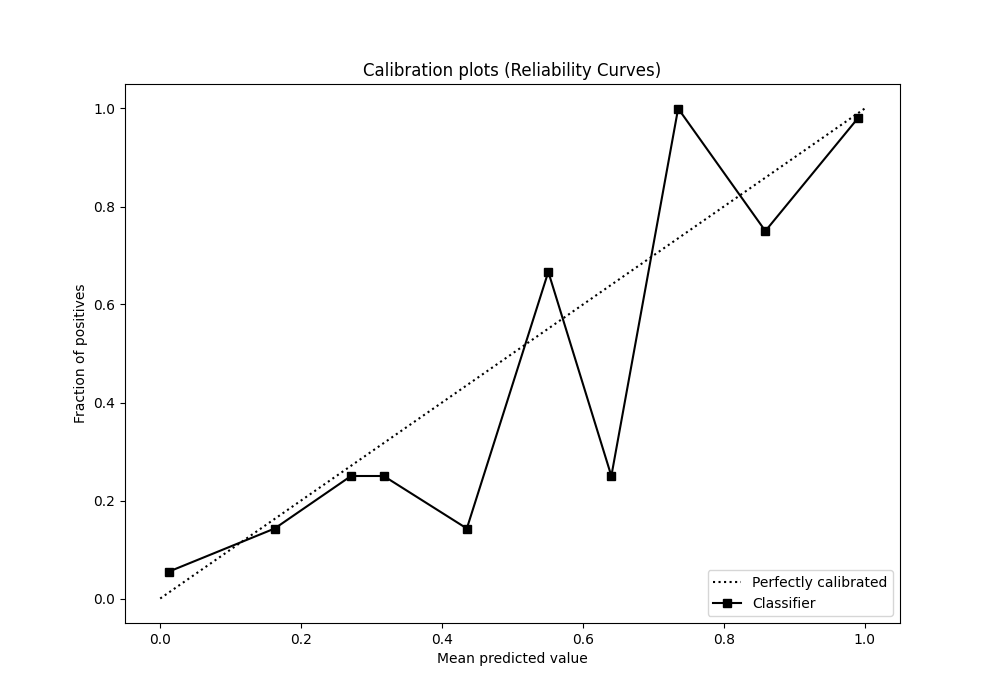 Calibration plots (Reliability Curves)
1.0
0.8
0.6
0.4
0.2
0.0
Fraction of positives
0.0 0.2 0.4 0.6 0.8 1.0
Mean predicted value
Perfectly calibrated
Classifier